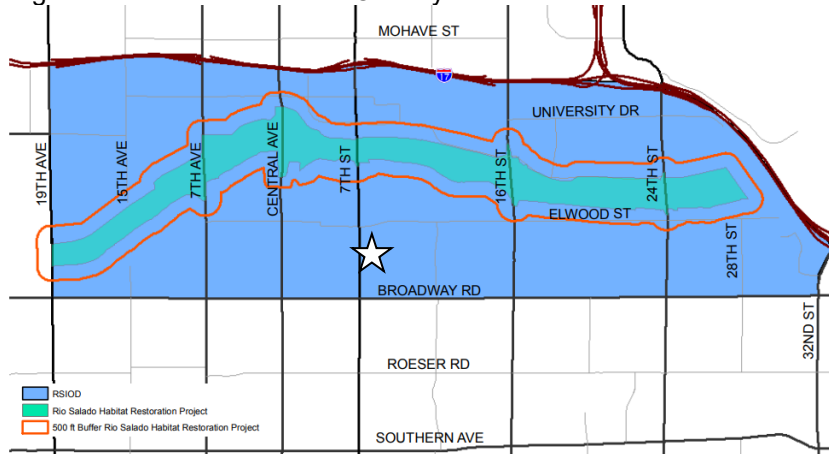 MOHAVE ST
17
UNIVERSITY DR
19TH AVE
15TH AVE
7TH AVE
CENTRAL AVE
7TH ST
16TH ST
24TH ST
ELWOOD ST
28TH ST
BROADWAY RD
32ND ST
ROESER RD
RSIOD
Rio Salado Habitat Restoration Project
500 ft Buffer Rio Salado Habitat Restoration Project
SOUTHERN AVE